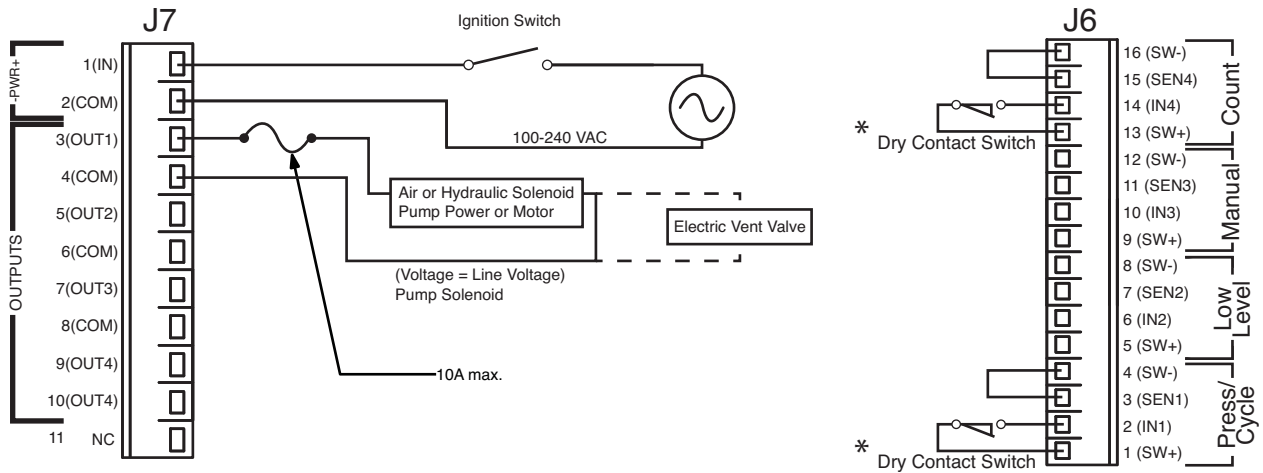 J7
-PWR+
OUTPUTS
1(IN)
2(COM)
3(OUT1)
4(COM)
5(OUT2)
6(COM)
7(OUT3)
8(COM)
9(OUT4)
10(OUT4)
11 NC
Ignition Switch
100-240 VAC
Air or Hydraulic Solenoid
Pump Power or Motor
Electric Vent Valve
(Voltage = Line Voltage)
Pump Solenoid
10A max.
J6
16 (SW-)
15 (SEN4)
14 (IN4)
13 (SW+)
12 (SW-)
11 (SEN3)
10 (IN3)
9 (SW+)
8 (SW-)
7 (SEN2)
6 (IN2)
5 (SW+)
4 (SW-)
3 (SEN1)
2 (IN1)
1 (SW+)
Count
Manual
Low
Level
Press/
Cycle
* Dry Contact Switch
* Dry Contact Switch